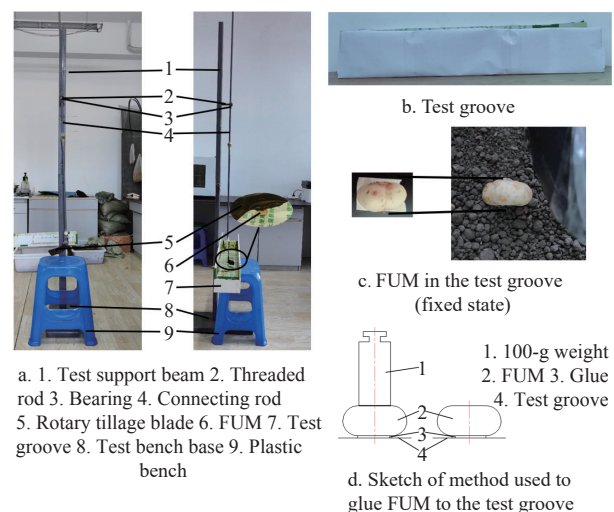 1
2
3
4
5
6
7
8
9
a. 1. Test support beam 2. Threaded
rod 3. Bearing 4. Connecting rod
5. Rotary tillage blade 6. FUM 7. Test
groove 8. Test bench base 9. Plastic
bench
b. Test groove
c. FUM in the test groove
(fixed state)
1
2
3
4
1. 100-g weight
2. FUM 3. Glue
4. Test groove
d. Sketch of method used to
glue FUM to the test groove